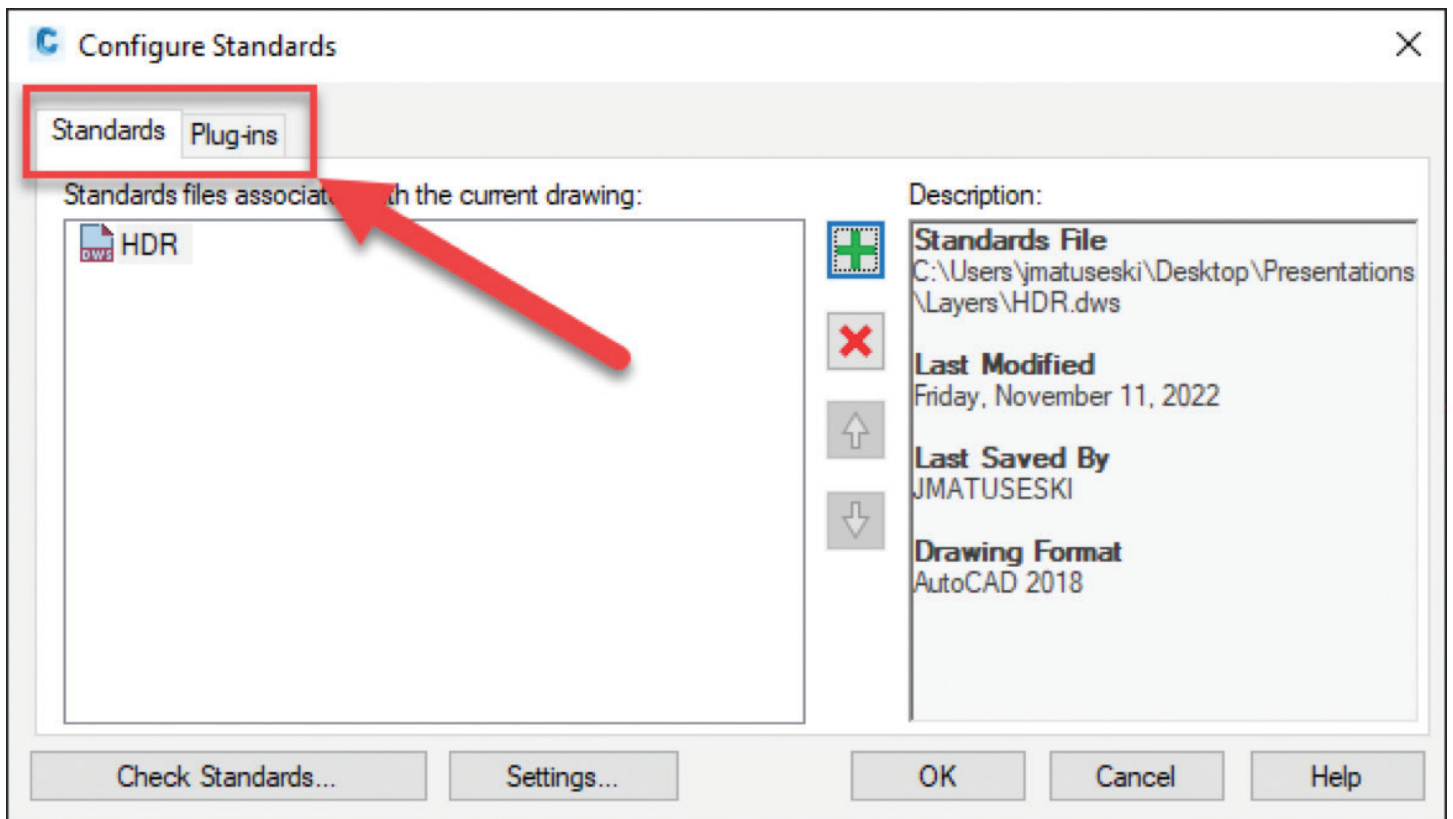 Configure Standards
Standards
Plug-ins
Standards files the current drawing:
DWS
HDR
Description:
Standards File
C:\Users\jmatuseski\Desktop\Presentations
\Layers\HDR.dws
Last Modified
Friday, November 11, 2022
Last Saved By
JMATUSESKI
Drawing Format
AutoCAD 2018
Check Standards...
Settings...
OK
Cancel
Help